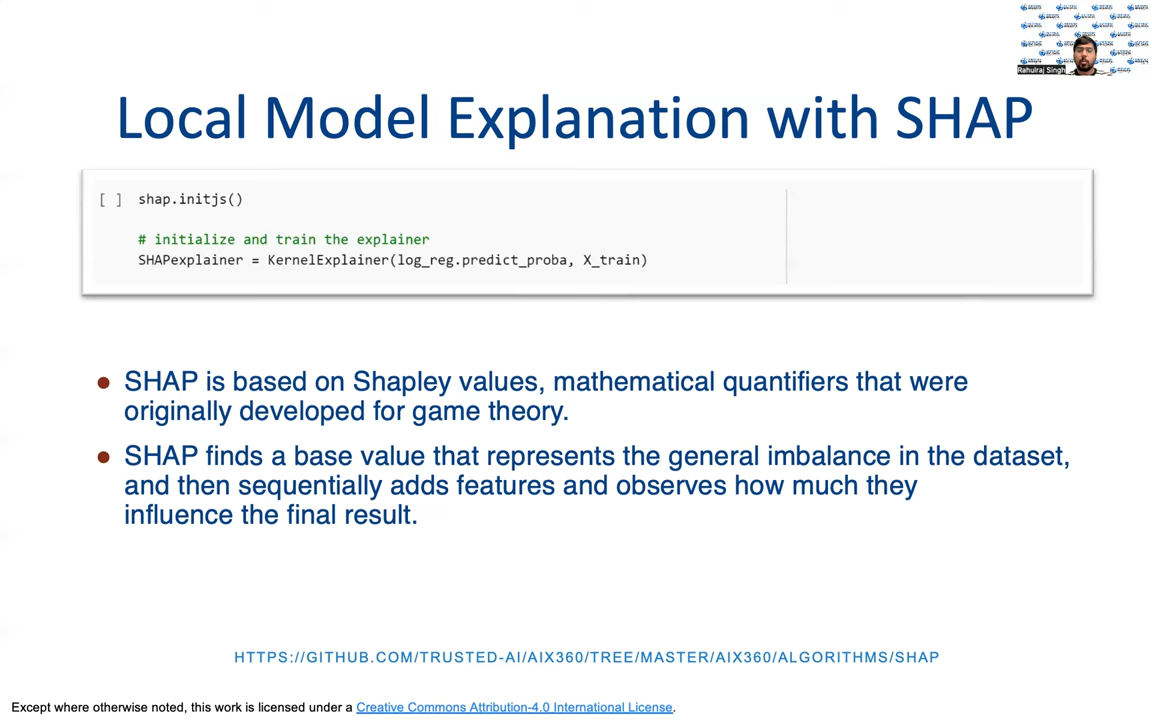 Rahulraj Singh
Local Model Explanation with SHAP
[ ] shap.initjs()
# initialize and train the explainer
SHAPexplainer = KernelExplainer(log_reg.predict_proba, X_train)
● SHAP is based on Shapley values, mathematical quantifiers that were
originally developed for game theory.
● SHAP finds a base value that represents the general imbalance in the dataset,
and then sequentially adds features and observes how much they
influence the final result.
HTTPS://GITHUB.COM/TRUSTED-AI/AIX360/TREE/MASTER/AIX360/ALGORITHMS/SHAP
Except where otherwise noted, this work is licensed under a Creative Commons Attribution-4.0 International License.